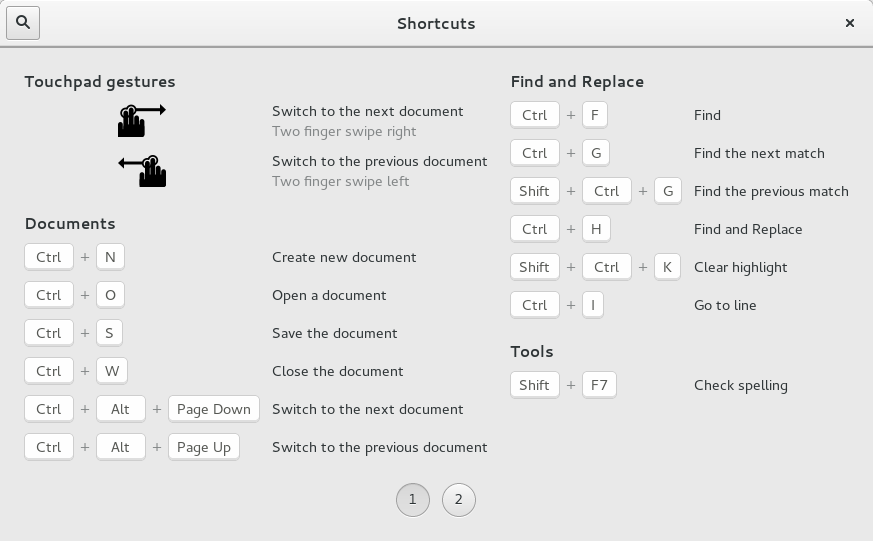 Shortcuts
Touchpad gestures
Switch to the next document
Two finger swipe right
Switch to the previous document
Two finger swipe left
Documents
Ctrl + N Create new document
Ctrl + O Open a document
Ctrl + S Save the document
Ctrl + W Close the document
Ctrl + Alt + Page Down Switch to the next document
Ctrl + Alt + Page Up Switch to the previous document
Find and Replace
Ctrl + F Find
Ctrl + G Find the next match
Shift + Ctrl + G Find the previous match
Ctrl + H Find and Replace
Shift + Ctrl + K Clear highlight
Ctrl + I Go to line
Tools
Shift + F7 Check spelling
1 2